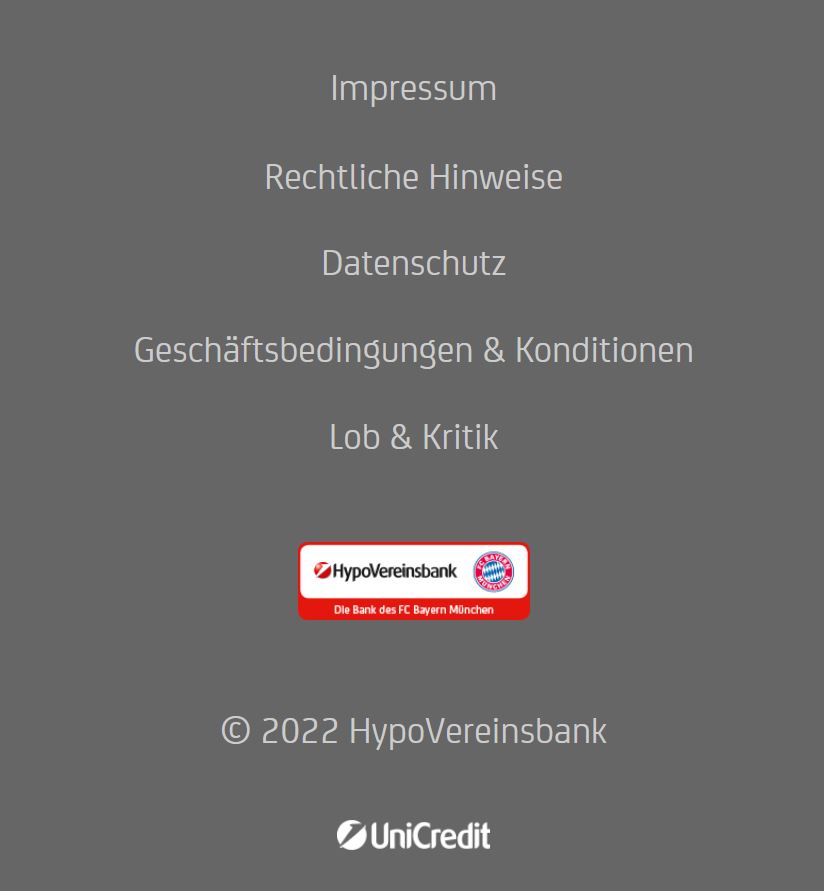 Impressum
Rechtliche Hinweise
Datenschutz
Geschäftsbedingungen & Konditionen
Lob & Kritik
HypoVereinsbank
FC BAYERN MÜNCHEN
Die Bank des FC Bayern München
© 2022 HypoVereinsbank
UniCredit